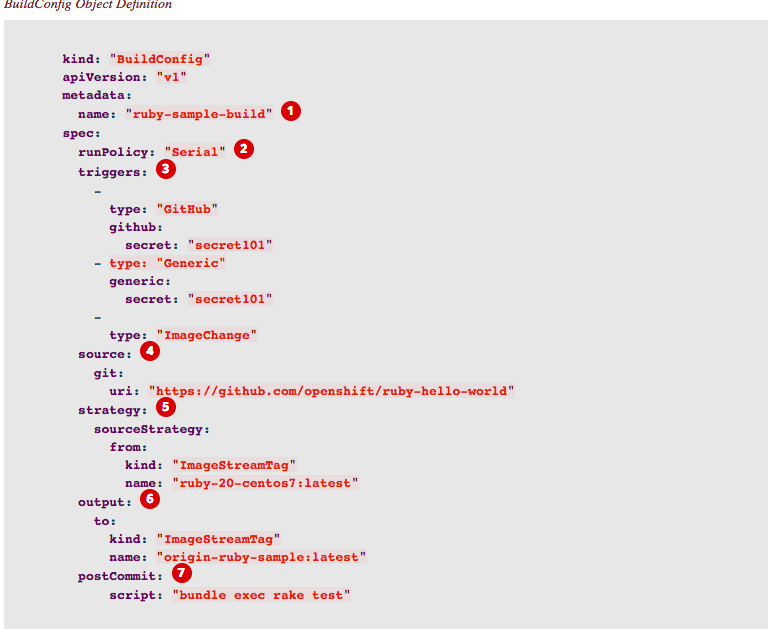 BuildConfig Object Definition
kind: "BuildConfig"
apiVersion: "v1"
metadata:
  name: "ruby-sample-build" 1
spec:
  runPolicy: "Serial" 2
  triggers: 3
    -
      type: "GitHub"
      github:
        secret: "secret101"
    - type: "Generic"
      generic:
        secret: "secret101"
    -
      type: "ImageChange"
  source: 4
    git:
      uri: "https://github.com/openshift/ruby-hello-world"
  strategy: 5
    sourceStrategy:
      from:
        kind: "ImageStreamTag"
        name: "ruby-20-centos7:latest"
  output: 6
    to:
      kind: "ImageStreamTag"
      name: "origin-ruby-sample:latest"
  postCommit: 7
      script: "bundle exec rake test"